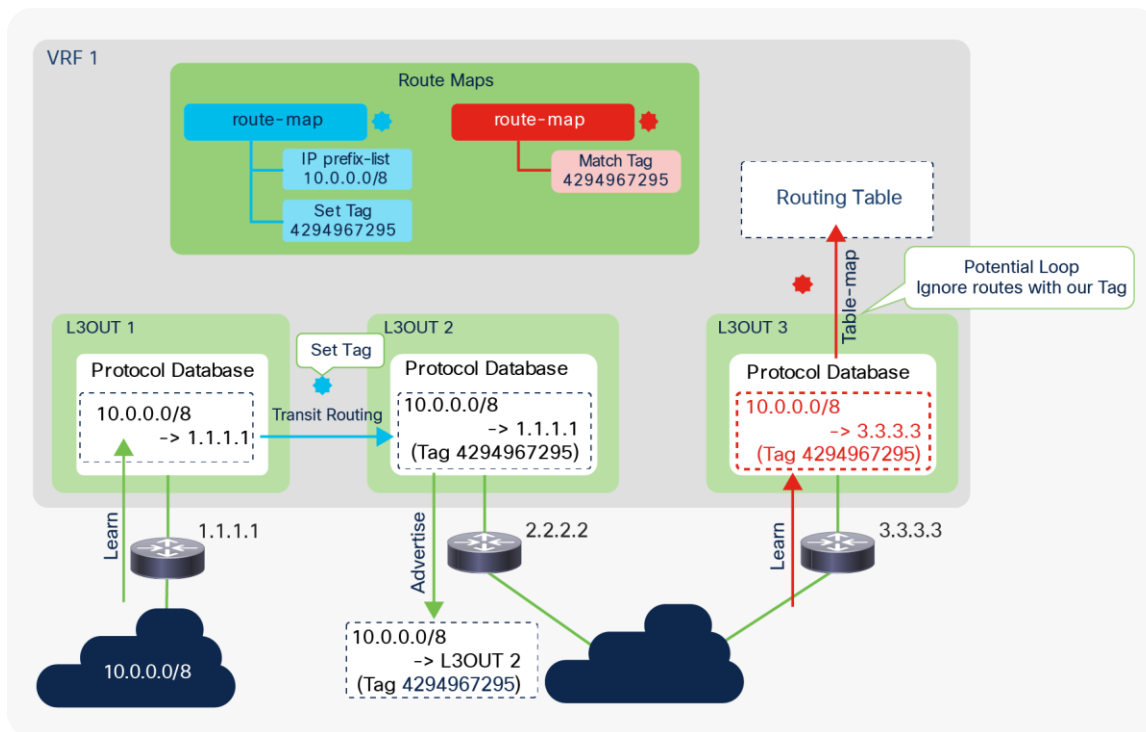 VRF 1
Route Maps
route-map
IP prefix-list
10.0.0.0/8
Set Tag
4294967295
route-map
Match Tag
4294967295
Routing Table
Table-map
Potential Loop
Ignore routes with our Tag
L3OUT 1
Protocol Database
10.0.0.0/8
-> 1.1.1.1
Set Tag
Transit Routing
L3OUT 2
Protocol Database
10.0.0.0/8
-> 1.1.1.1
(Tag 4294967295)
L3OUT 3
Protocol Database
10.0.0.0/8
-> 3.3.3.3
(Tag 4294967295)
Learn
1.1.1.1
Advertise
2.2.2.2
Learn
3.3.3.3
10.0.0.0/8
10.0.0.0/8
-> L3OUT 2
(Tag 4294967295)